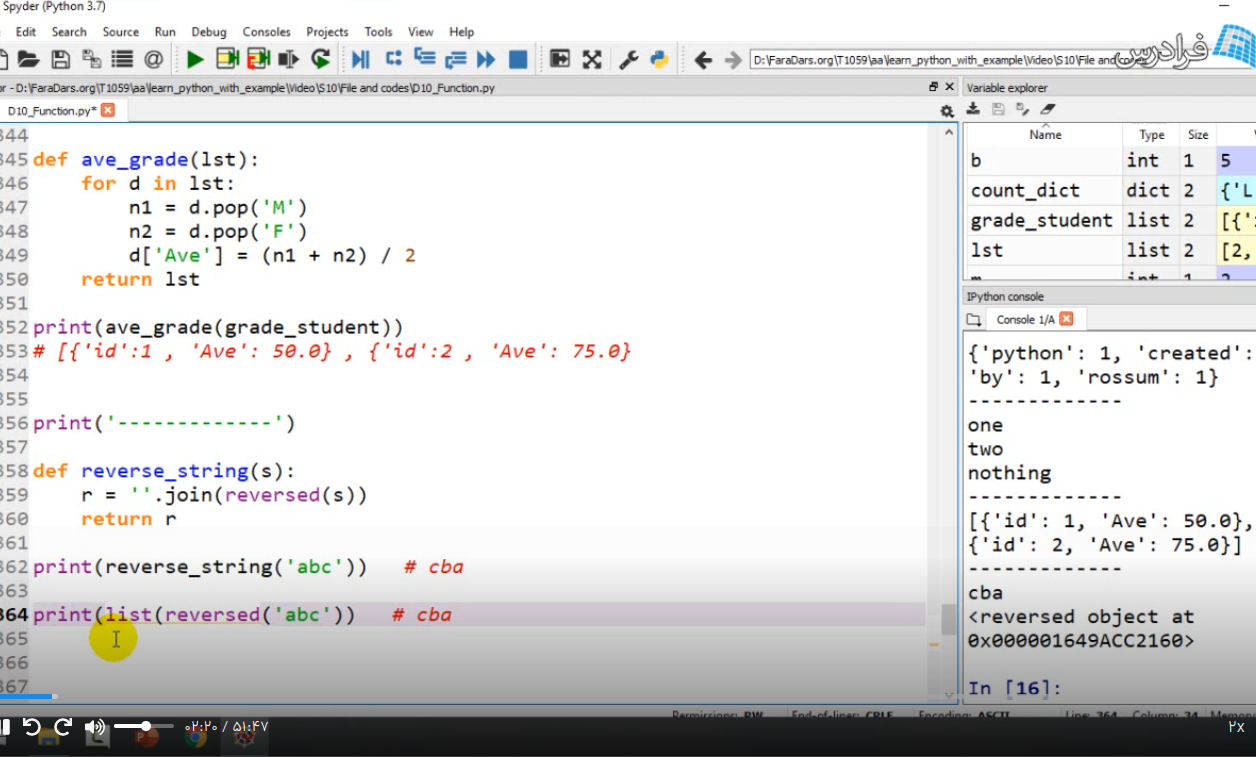 Spyder (Python 3.7)
Edit Search Source Run Debug Consoles Projects Tools View Help
D:\FaraDars.org\T1059\aa\learn_python_with_example\Video\S10\File and codes
فرادرس
- D:\FaraDars.org\T1059\aa\learn_python_with_example\Video\S10\File and codes\D10_Function.py
D10_Function.py*
344
345 def ave_grade(lst):
346     for d in lst:
347         n1 = d.pop('M')
348         n2 = d.pop('F')
349         d['Ave'] = (n1 + n2) / 2
350     return lst
351
352 print(ave_grade(grade_student))
353 # [{'id':1 , 'Ave': 50.0} , {'id':2 , 'Ave': 75.0}
354
355
356 print('-------------')
357
358 def reverse_string(s):
359     r = ''.join(reversed(s))
360     return r
361
362 print(reverse_string('abc'))   # cba
363
364 print(list(reversed('abc'))   # cba
365
366
367
Variable explorer
Name Type Size
b int 1 5
count_dict dict 2 {'L
grade_student list 2 [{'
lst list 2 [2,
IPython console
Console 1/A
{'python': 1, 'created':
'by': 1, 'rossum': 1}
-------------
one
two
nothing
-------------
[{'id': 1, 'Ave': 50.0},
{'id': 2, 'Ave': 75.0}]
-------------
cba
<reversed object at
0x000001649ACC2160>
In [16]:
Permissions: RW End-of-line: CRLF Encoding: ASCII Line: 364 Column: 34 Memory
۰۲:۲۰ / ۵۱:۴۷
۲x